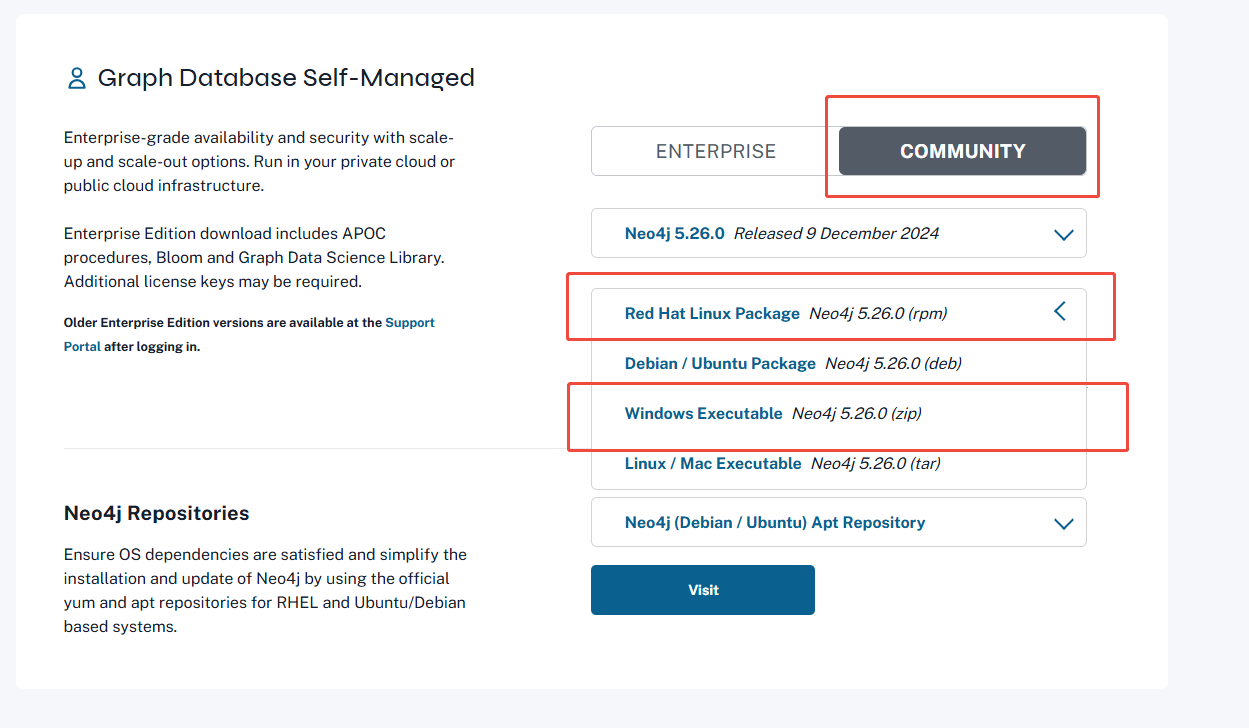 Graph Database Self-Managed
Enterprise-grade availability and security with scale-
up and scale-out options. Run in your private cloud or
public cloud infrastructure.
Enterprise Edition download includes APOC
procedures, Bloom and Graph Data Science Library.
Additional license keys may be required.
Older Enterprise Edition versions are available at the Support
Portal after logging in.
ENTERPRISE COMMUNITY
Neo4j 5.26.0 Released 9 December 2024
Red Hat Linux Package Neo4j 5.26.0 (rpm)
Debian / Ubuntu Package Neo4j 5.26.0 (deb)
Windows Executable Neo4j 5.26.0 (zip)
Linux / Mac Executable Neo4j 5.26.0 (tar)
Neo4j Repositories
Ensure OS dependencies are satisfied and simplify the
installation and update of Neo4j by using the official
yum and apt repositories for RHEL and Ubuntu/Debian
based systems.
Neo4j (Debian / Ubuntu) Apt Repository
Visit